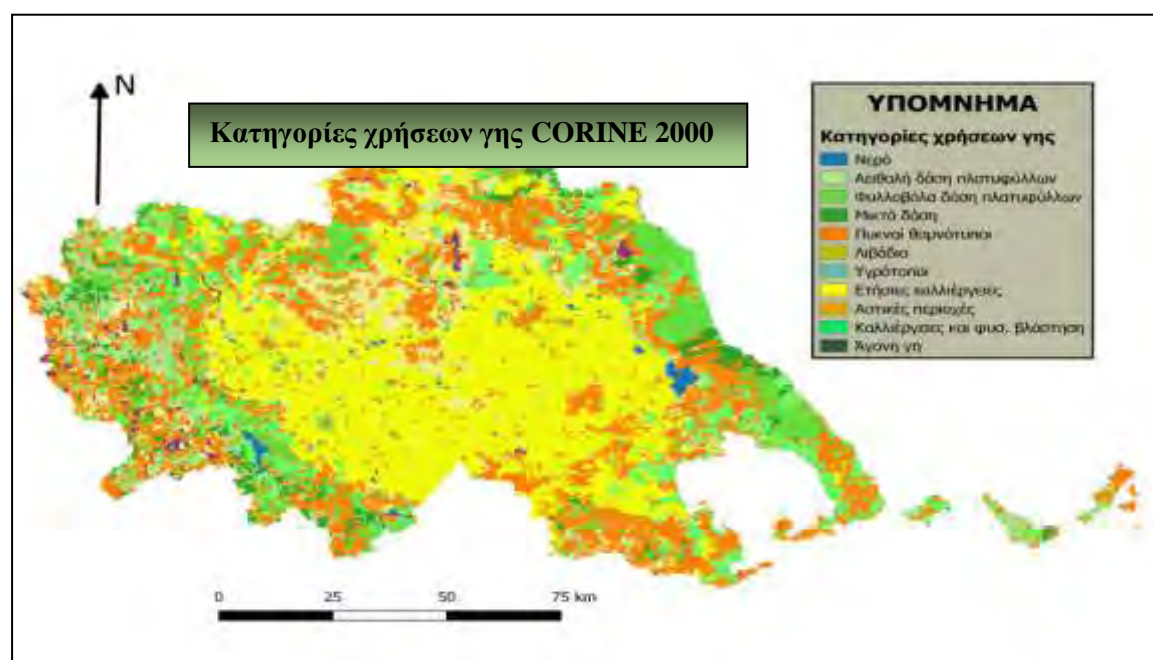 N
Κατηγορίες χρήσεων γης CORINE 2000
ΥΠΟΜΝΗΜΑ
Κατηγορίες χρήσεων γης
Νερό
Αειθαλή δάση πλατυφύλλων
Φυλλοβόλα δάση πλατυφύλλων
Μικτά δάση
Πυκνοί θαμνότυποι
Λιβάδια
Υγρότοποι
Ετήσιες καλλιέργειες
Αστικές περιοχές
Καλλιέργειες και φυσ. βλάστηση
Άγονη γη
0 25 50 75 km